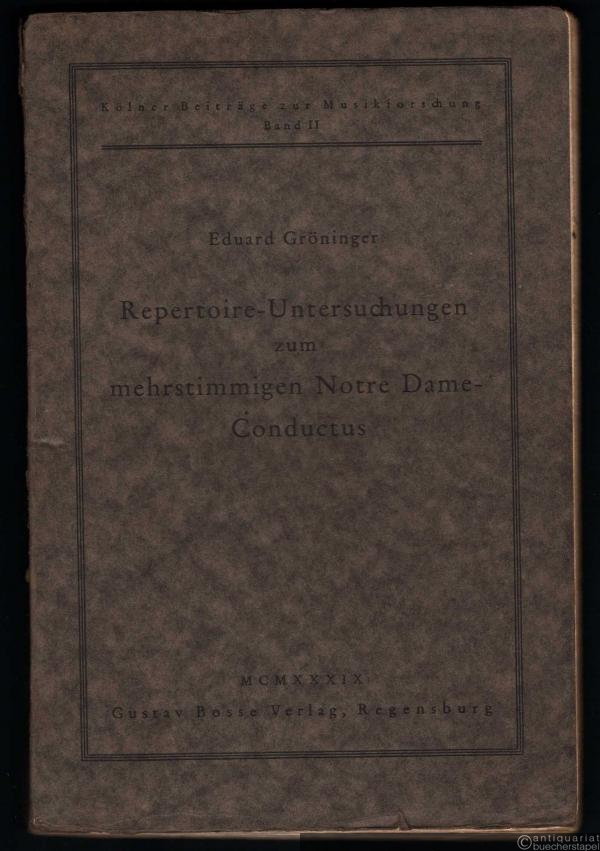 Kölner Beiträge zur Musikforschung
Band II
Eduard Gröninger
Repertoire-Untersuchungen
zum
mehrstimmigen Notre Dame-
Conductus
MCMXXXIX
Gustav Bosse Verlag, Regensburg
©antiquariat
buecherstapel